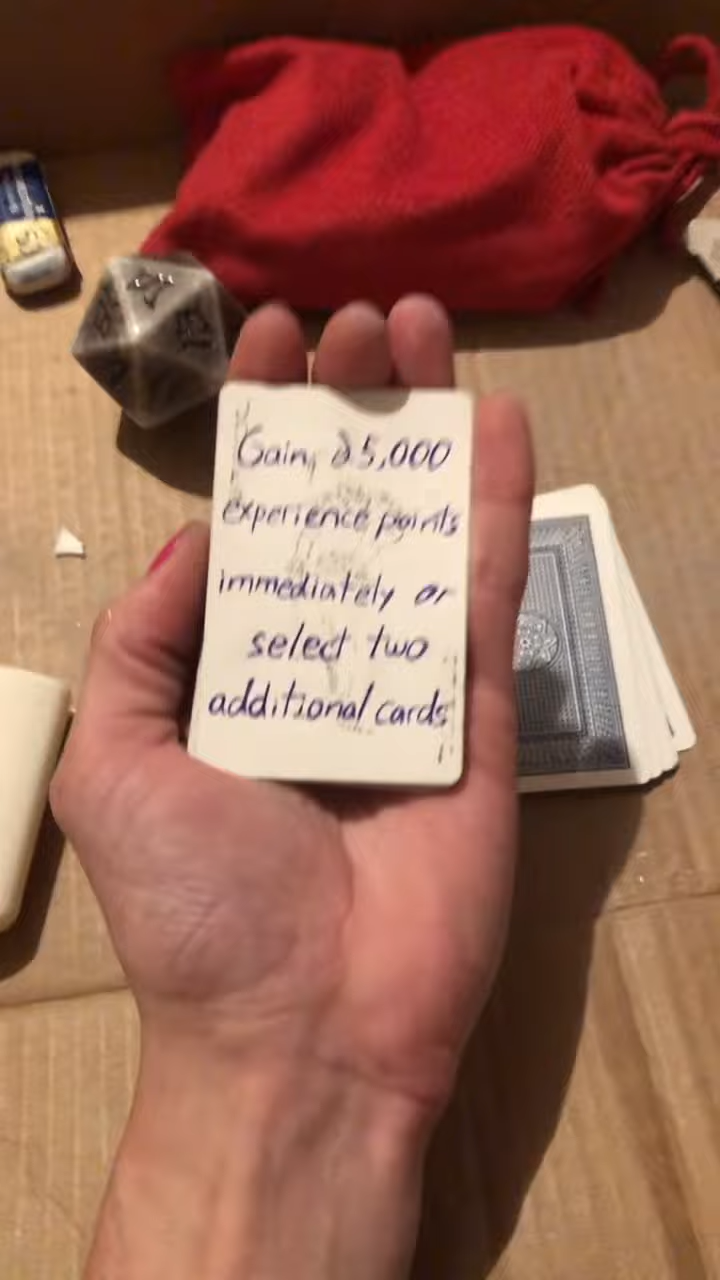 Gain 25,000
experience points
immediately or
select two
additional cards